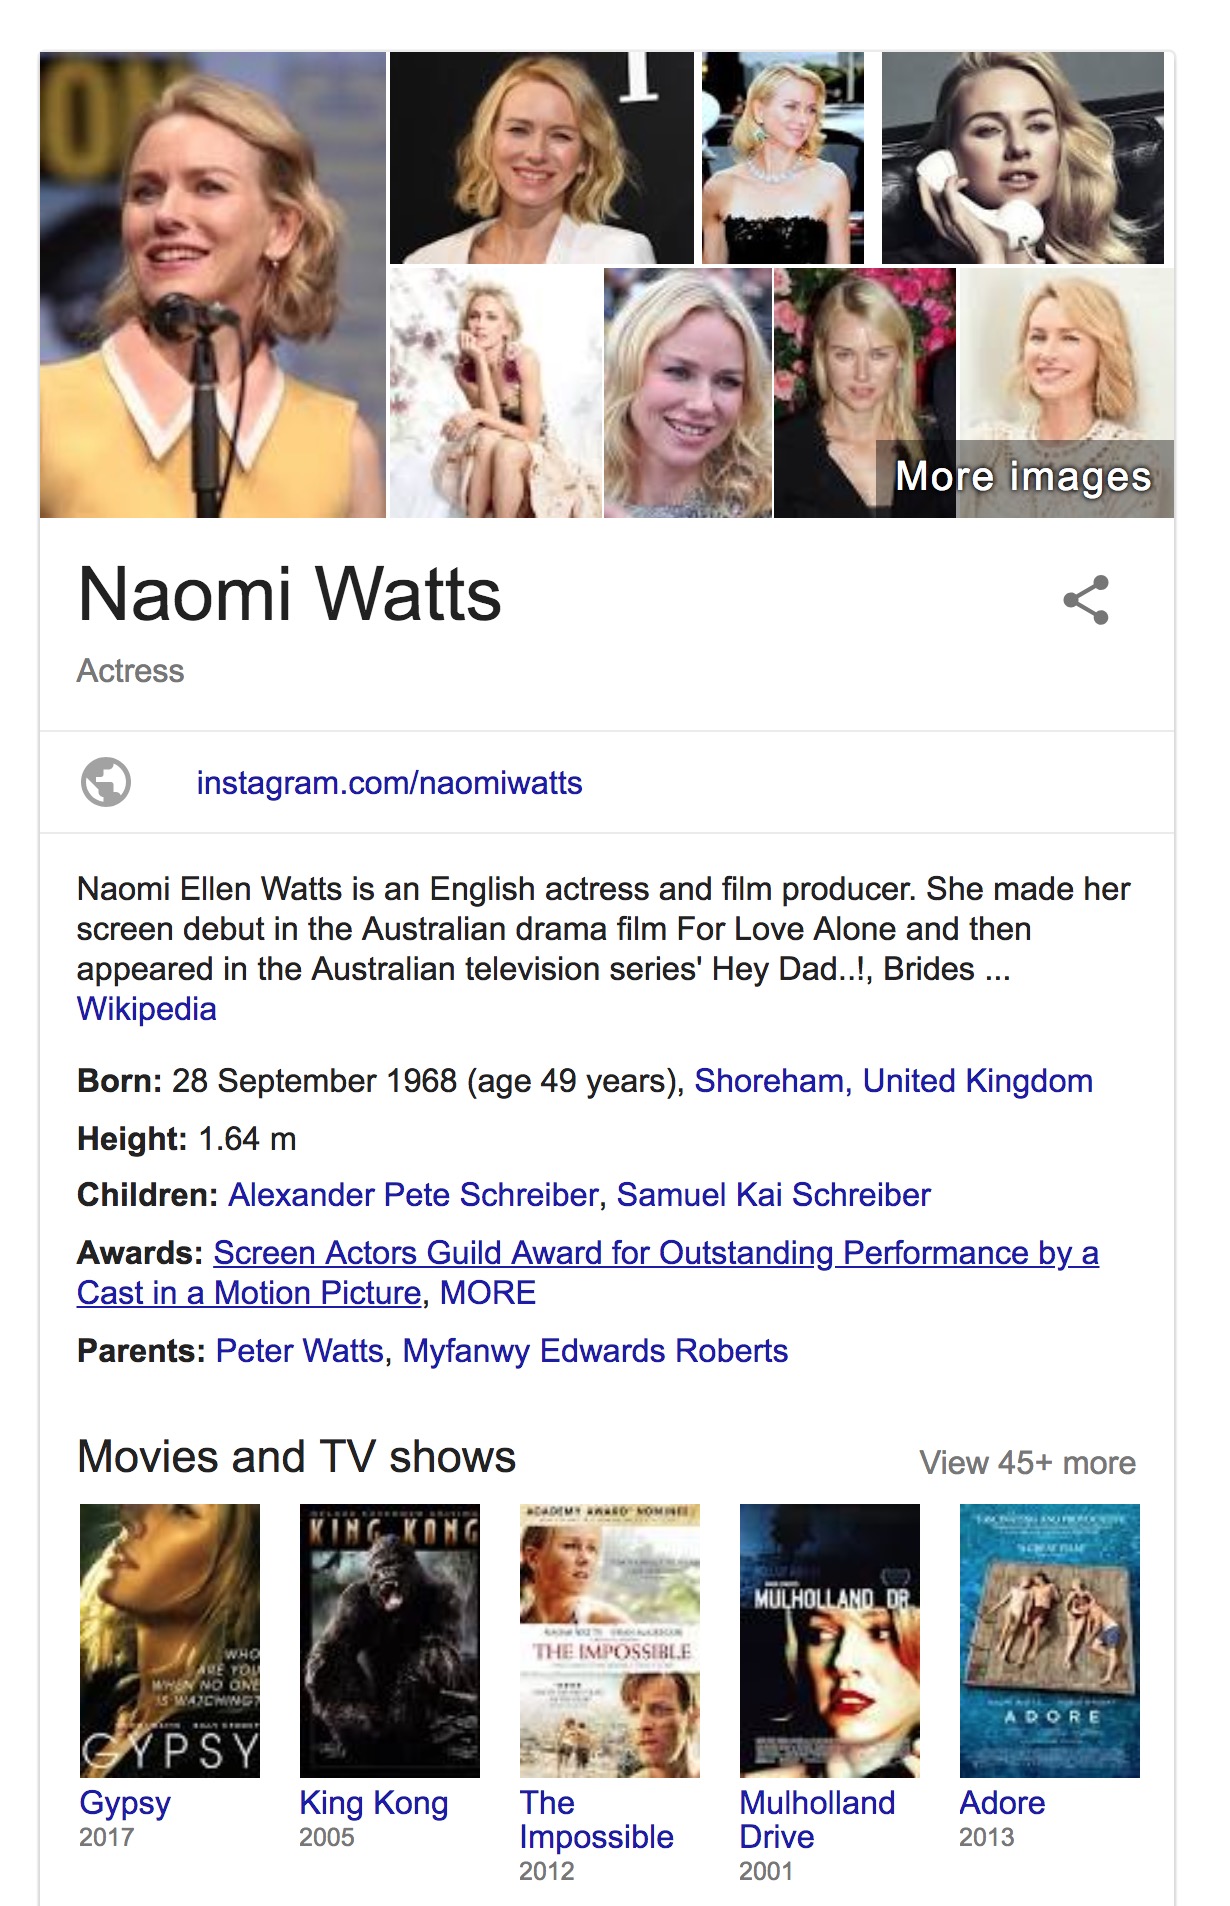 ON
More images
Naomi Watts
Actress
instagram.com/naomiwatts
Naomi Ellen Watts is an English actress and film producer. She made her
screen debut in the Australian drama film For Love Alone and then
appeared in the Australian television series' Hey Dad..!, Brides ...
Wikipedia
Born: 28 September 1968 (age 49 years), Shoreham, United Kingdom
Height: 1.64 m
Children: Alexander Pete Schreiber, Samuel Kai Schreiber
Awards: Screen Actors Guild Award for Outstanding Performance by a
Cast in a Motion Picture, MORE
Parents: Peter Watts, Myfanwy Edwards Roberts
Movies and TV shows
View 45+ more
WHO
ARE YOU
WHEN NO ONE
IS WATCHING?
GYPSY
KING KONG
ACADEMY AWARD NOMINEE
NAOMI WATTS EWAN McGREGOR
THE IMPOSSIBLE
MULHOLLAND DR.
ADORE
Gypsy
2017
King Kong
2005
The
Impossible
2012
Mulholland
Drive
2001
Adore
2013